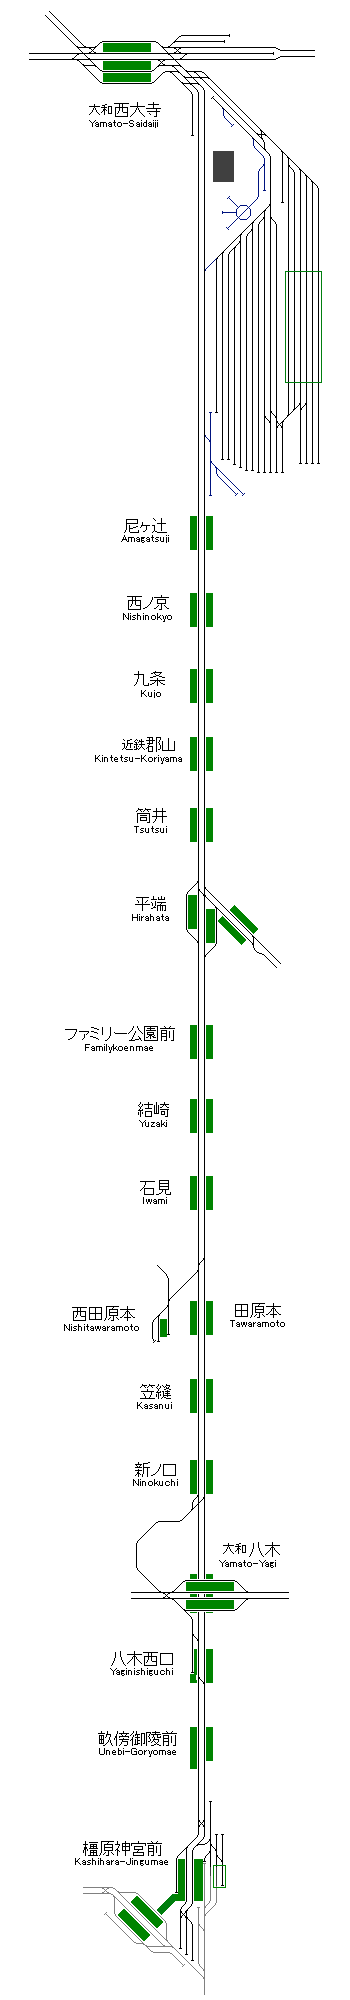 大和西大寺
Yamato-Saidaiji
尼ヶ辻
Amagatsuji
西ノ京
Nishinokyo
九条
Kujo
近鉄郡山
Kintetsu-Koriyama
筒井
Tsutsui
平端
Hirahata
ファミリー公園前
Familykoenmae
結崎
Yuzaki
石見
Iwami
西田原本
Nishitawaramoto
田原本
Tawaramoto
笠縫
Kasanui
新ノ口
Ninokuchi
大和八木
Yamato-Yagi
八木西口
Yaginishiguchi
畝傍御陵前
Unebi-Goryomae
橿原神宮前
Kashihara-Jingumae